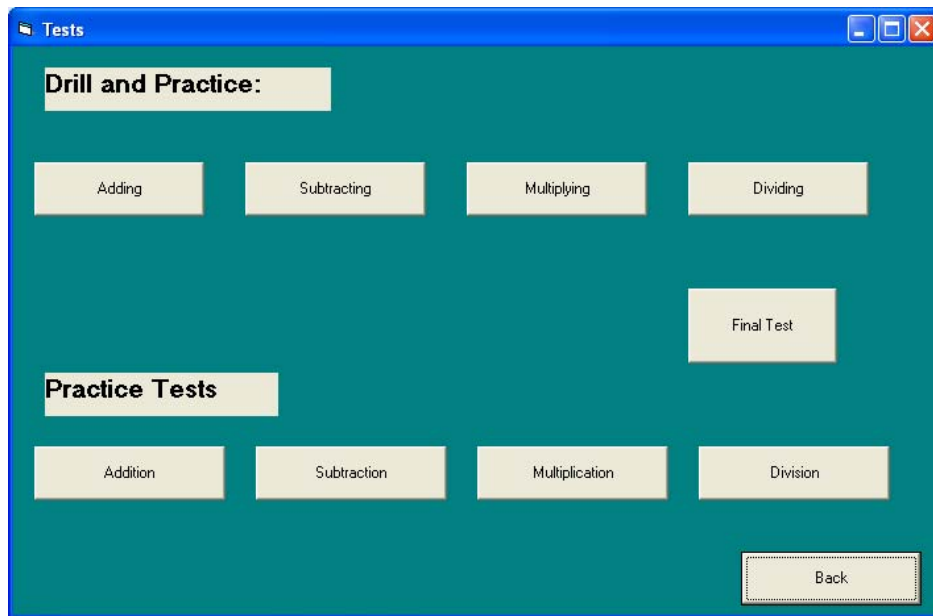 Tests
Drill and Practice:
Adding Subtracting Multiplying Dividing
Final Test
Practice Tests
Addition Subtraction Multiplication Division
Back